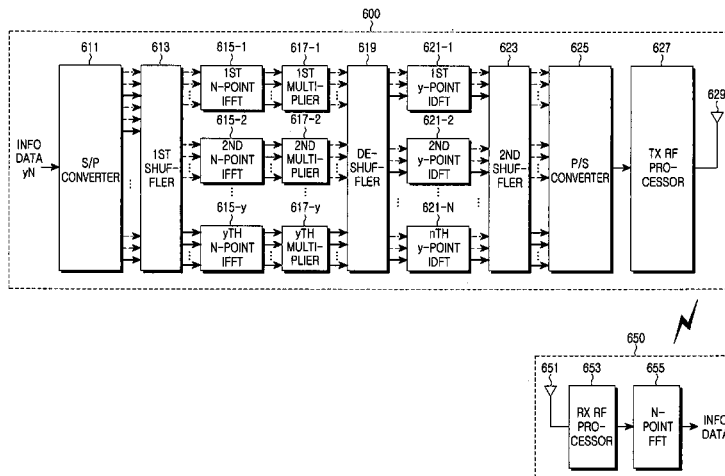 600
611
613
615-1
617-1
619
621-1
623
625
627
629
INFO
DATA
yN
S/P
CONVERTER
1ST
SHUF-
FLER
1ST
N-POINT
IFFT
1ST
MULTI-
PLIER
DE-
SHUF-
FLER
1ST
y-POINT
IDFT
2ND
SHUF-
FLER
P/S
CONVERTER
TX RF
PRO-
CESSOR
615-2
617-2
621-2
2ND
N-POINT
IFFT
2ND
MULTI-
PLIER
2ND
y-POINT
IDFT
615-y
617-y
621-N
yTH
N-POINT
IFFT
yTH
MULTI-
PLIER
nTH
y-POINT
IDFT
650
651
653
655
RX RF
PRO-
CESSOR
N-
POINT
FFT
INFO
DATA